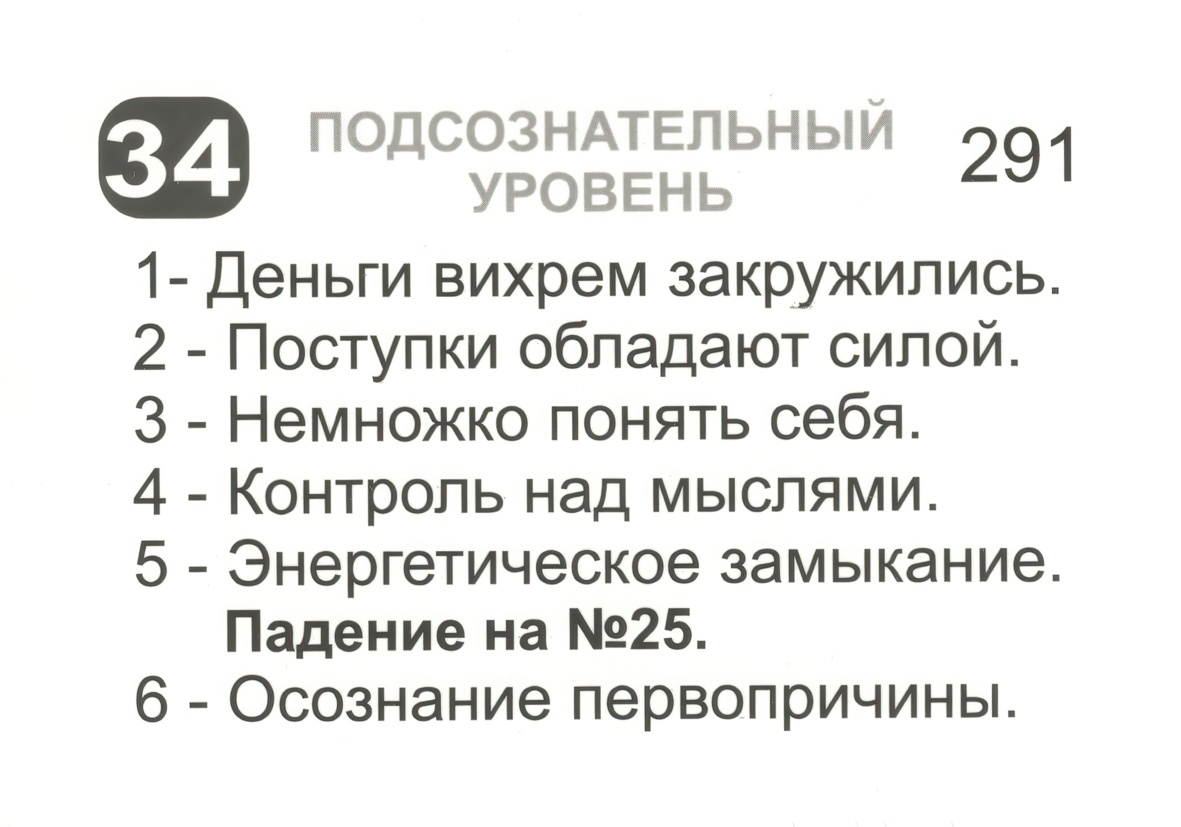 34
ПОДСОЗНАТЕЛЬНЫЙ
УРОВЕНЬ
291
1- Деньги вихрем закружились.
2 - Поступки обладают силой.
3 - Немножко понять себя.
4 - Контроль над мыслями.
5 - Энергетическое замыкание.
Падение на №25.
6 - Осознание первопричины.